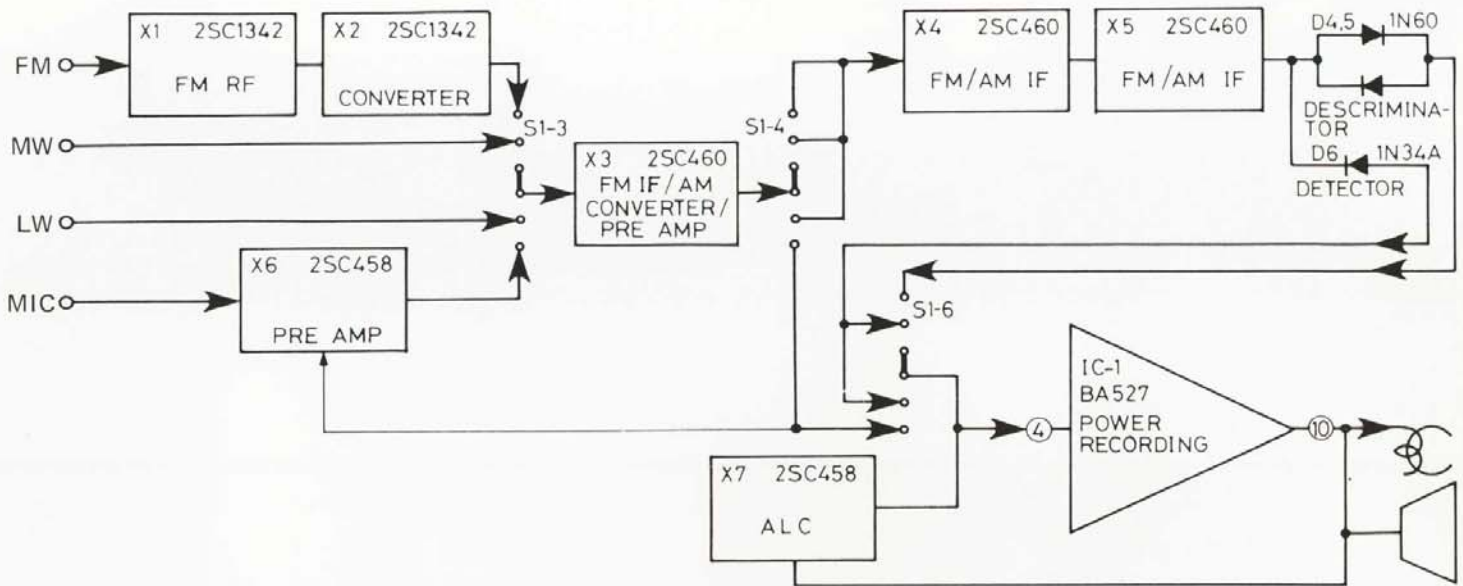 FM
X1 2SC1342
FM RF
X2 2SC1342
CONVERTER
MW
LW
MIC
X6 2SC458
PRE AMP
S1-3
X3 2SC460
FM IF/AM
CONVERTER/
PRE AMP
S1-4
X4 2SC460
FM/AM IF
X5 2SC460
FM/AM IF
D4,5 1N60
DESCRIMINA-
TOR
D6 1N34A
DETECTOR
S1-6
X7 2SC458
ALC
4
IC-1
BA527
POWER
RECORDING
10